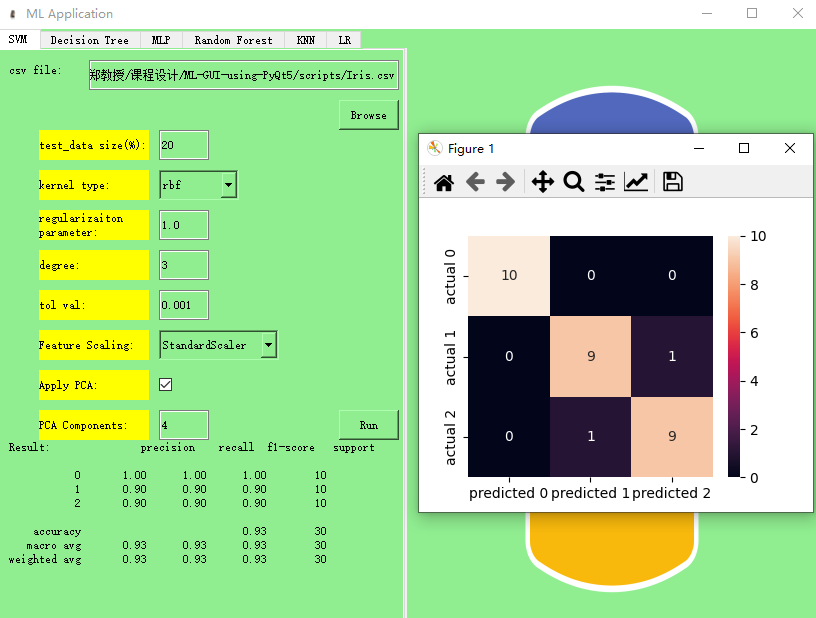 ML Application
SVM Decision Tree MLP Random Forest KNN LR
csv file: 郑教授/课程设计/ML-GUI-using-PyQt5/scripts/Iris.csv
Browse
test_data size(%): 20
kernel type: rbf
regularizaiton
parameter: 1.0
degree: 3
tol val: 0.001
Feature Scaling: StandardScaler
Apply PCA:
PCA Components: 4
Run
Result: precision recall f1-score support
0 1.00 1.00 1.00 10
1 0.90 0.90 0.90 10
2 0.90 0.90 0.90 10
accuracy 0.93 30
macro avg 0.93 0.93 0.93 30
weighted avg 0.93 0.93 0.93 30
Figure 1
actual 0 10 0 0
actual 1 0 9 1
actual 2 0 1 9
predicted 0 predicted 1 predicted 2
10
8
6
4
2
0